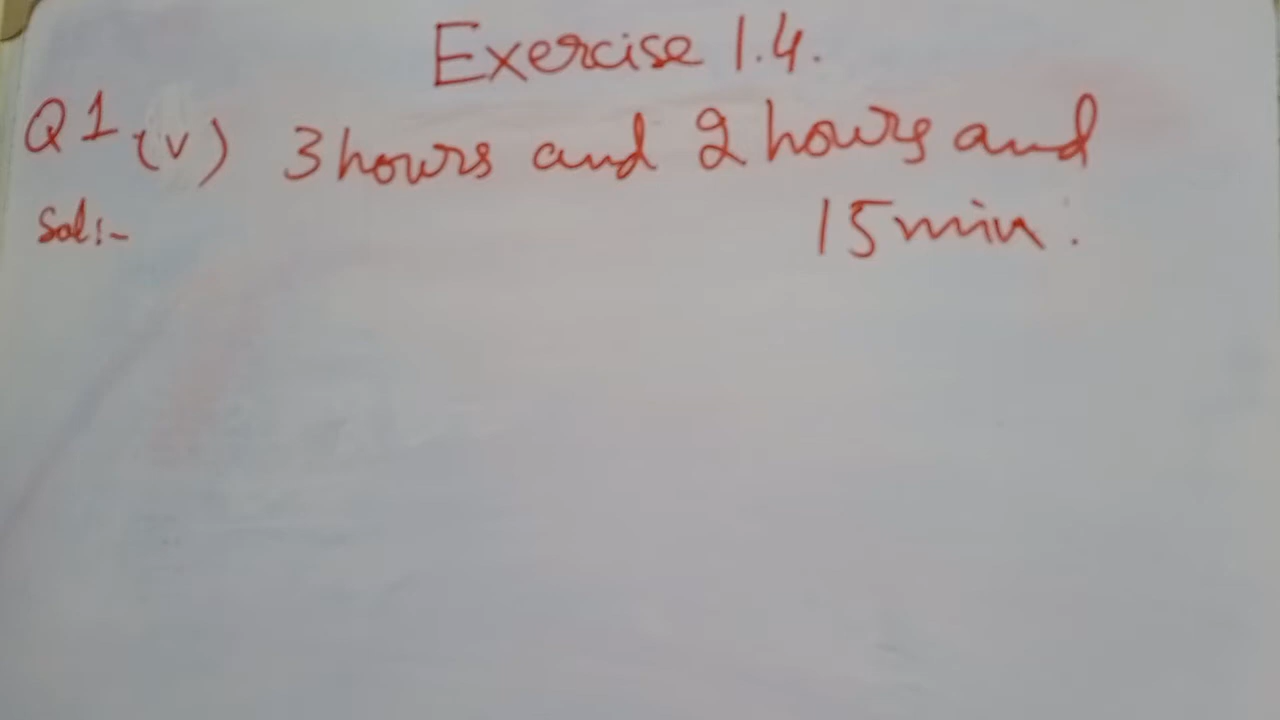 Exercise 1.4.
Q1 (v) 3 hours and 2 hours and
15 min.
Sol:-